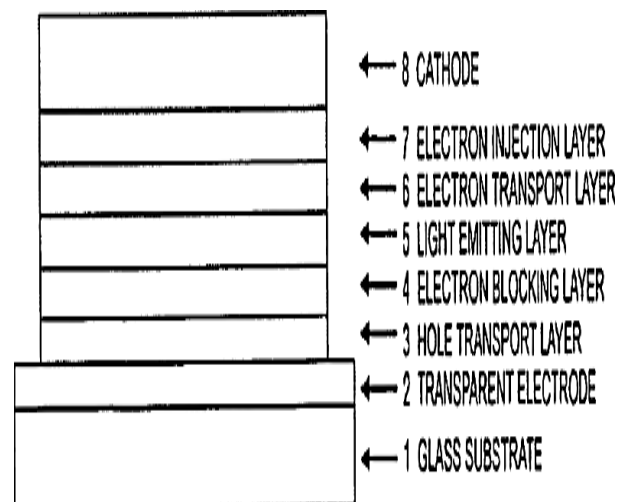 8 CATHODE
7 ELECTRON INJECTION LAYER
6 ELECTRON TRANSPORT LAYER
5 LIGHT EMITTING LAYER
4 ELECTRON BLOCKING LAYER
3 HOLE TRANSPORT LAYER
2 TRANSPARENT ELECTRODE
1 GLASS SUBSTRATE